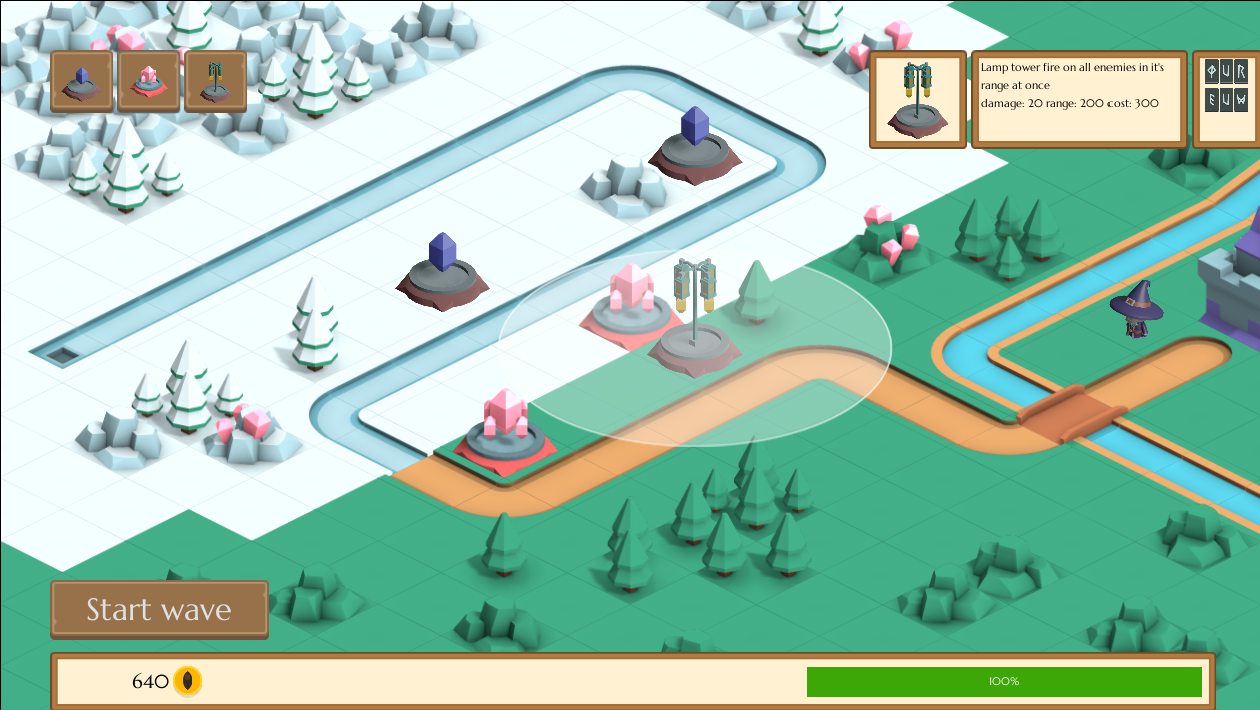 Lamp tower fire on all enemies in it's
range at once
damage: 20 range: 200 cost: 300
Start wave
640
100%